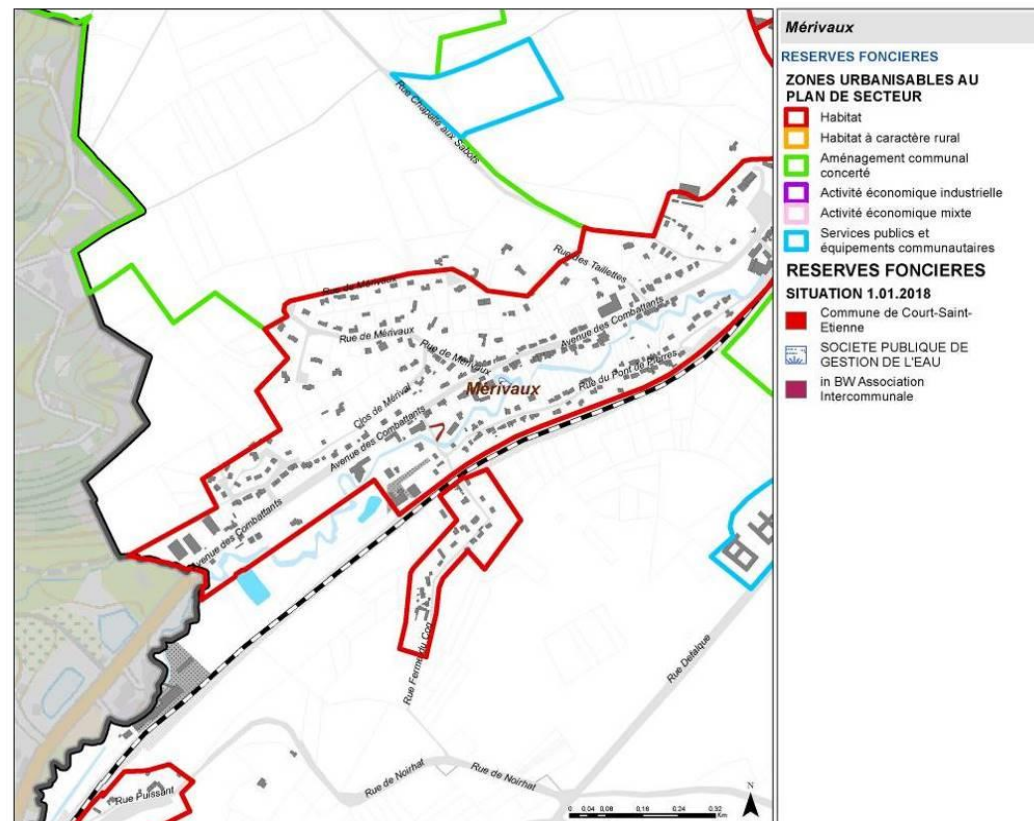 Mérivaux
RESERVES FONCIERES
ZONES URBANISABLES AU
PLAN DE SECTEUR
Habitat
Habitat à caractère rural
Aménagement communal
concerté
Activité économique industrielle
Activité économique mixte
Services publics et
équipements communautaires
RESERVES FONCIERES
SITUATION 1.01.2018
Commune de Court-Saint-
Etienne
SOCIETE PUBLIQUE DE
GESTION DE L'EAU
in BW Association
Intercommunale
Rue Chapelle aux Sabots
Rue des Taillettes
Rue de Mérivaux
Rue de Mérivaux
Rue de Mérivaux
Avenue des Combattants
Rue du Pont de Pierres
Mérivaux
Clos de Mérival
Avenue des Combattants
Avenue des Combattants
Rue Ferme du Coq
Rue Defalque
Rue de Noirhat
Rue de Noirhat
Rue Puissant
N
0 0,04 0,08 0,16 0,24 0,32
Km